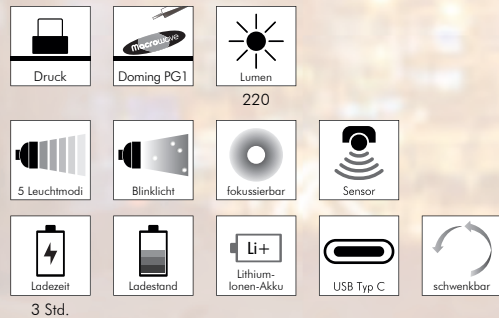 Macrowave
Druck
Doming PG1
Lumen
220
5 Leuchtmodi
Blinklicht
fokussierbar
Sensor
Li+
Ladezeit
Ladestand
Lithium-
Ionen-Akku
USB Typ C
schwenkbar
3 Std.